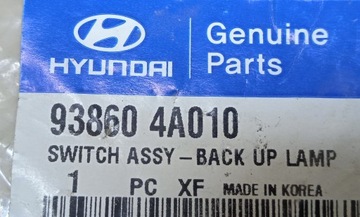 Genuine
Parts
HYUNDAI
93860 4A010
SWITCH ASSY-BACK UP LAMP
1 PC XF MADE IN KOREA